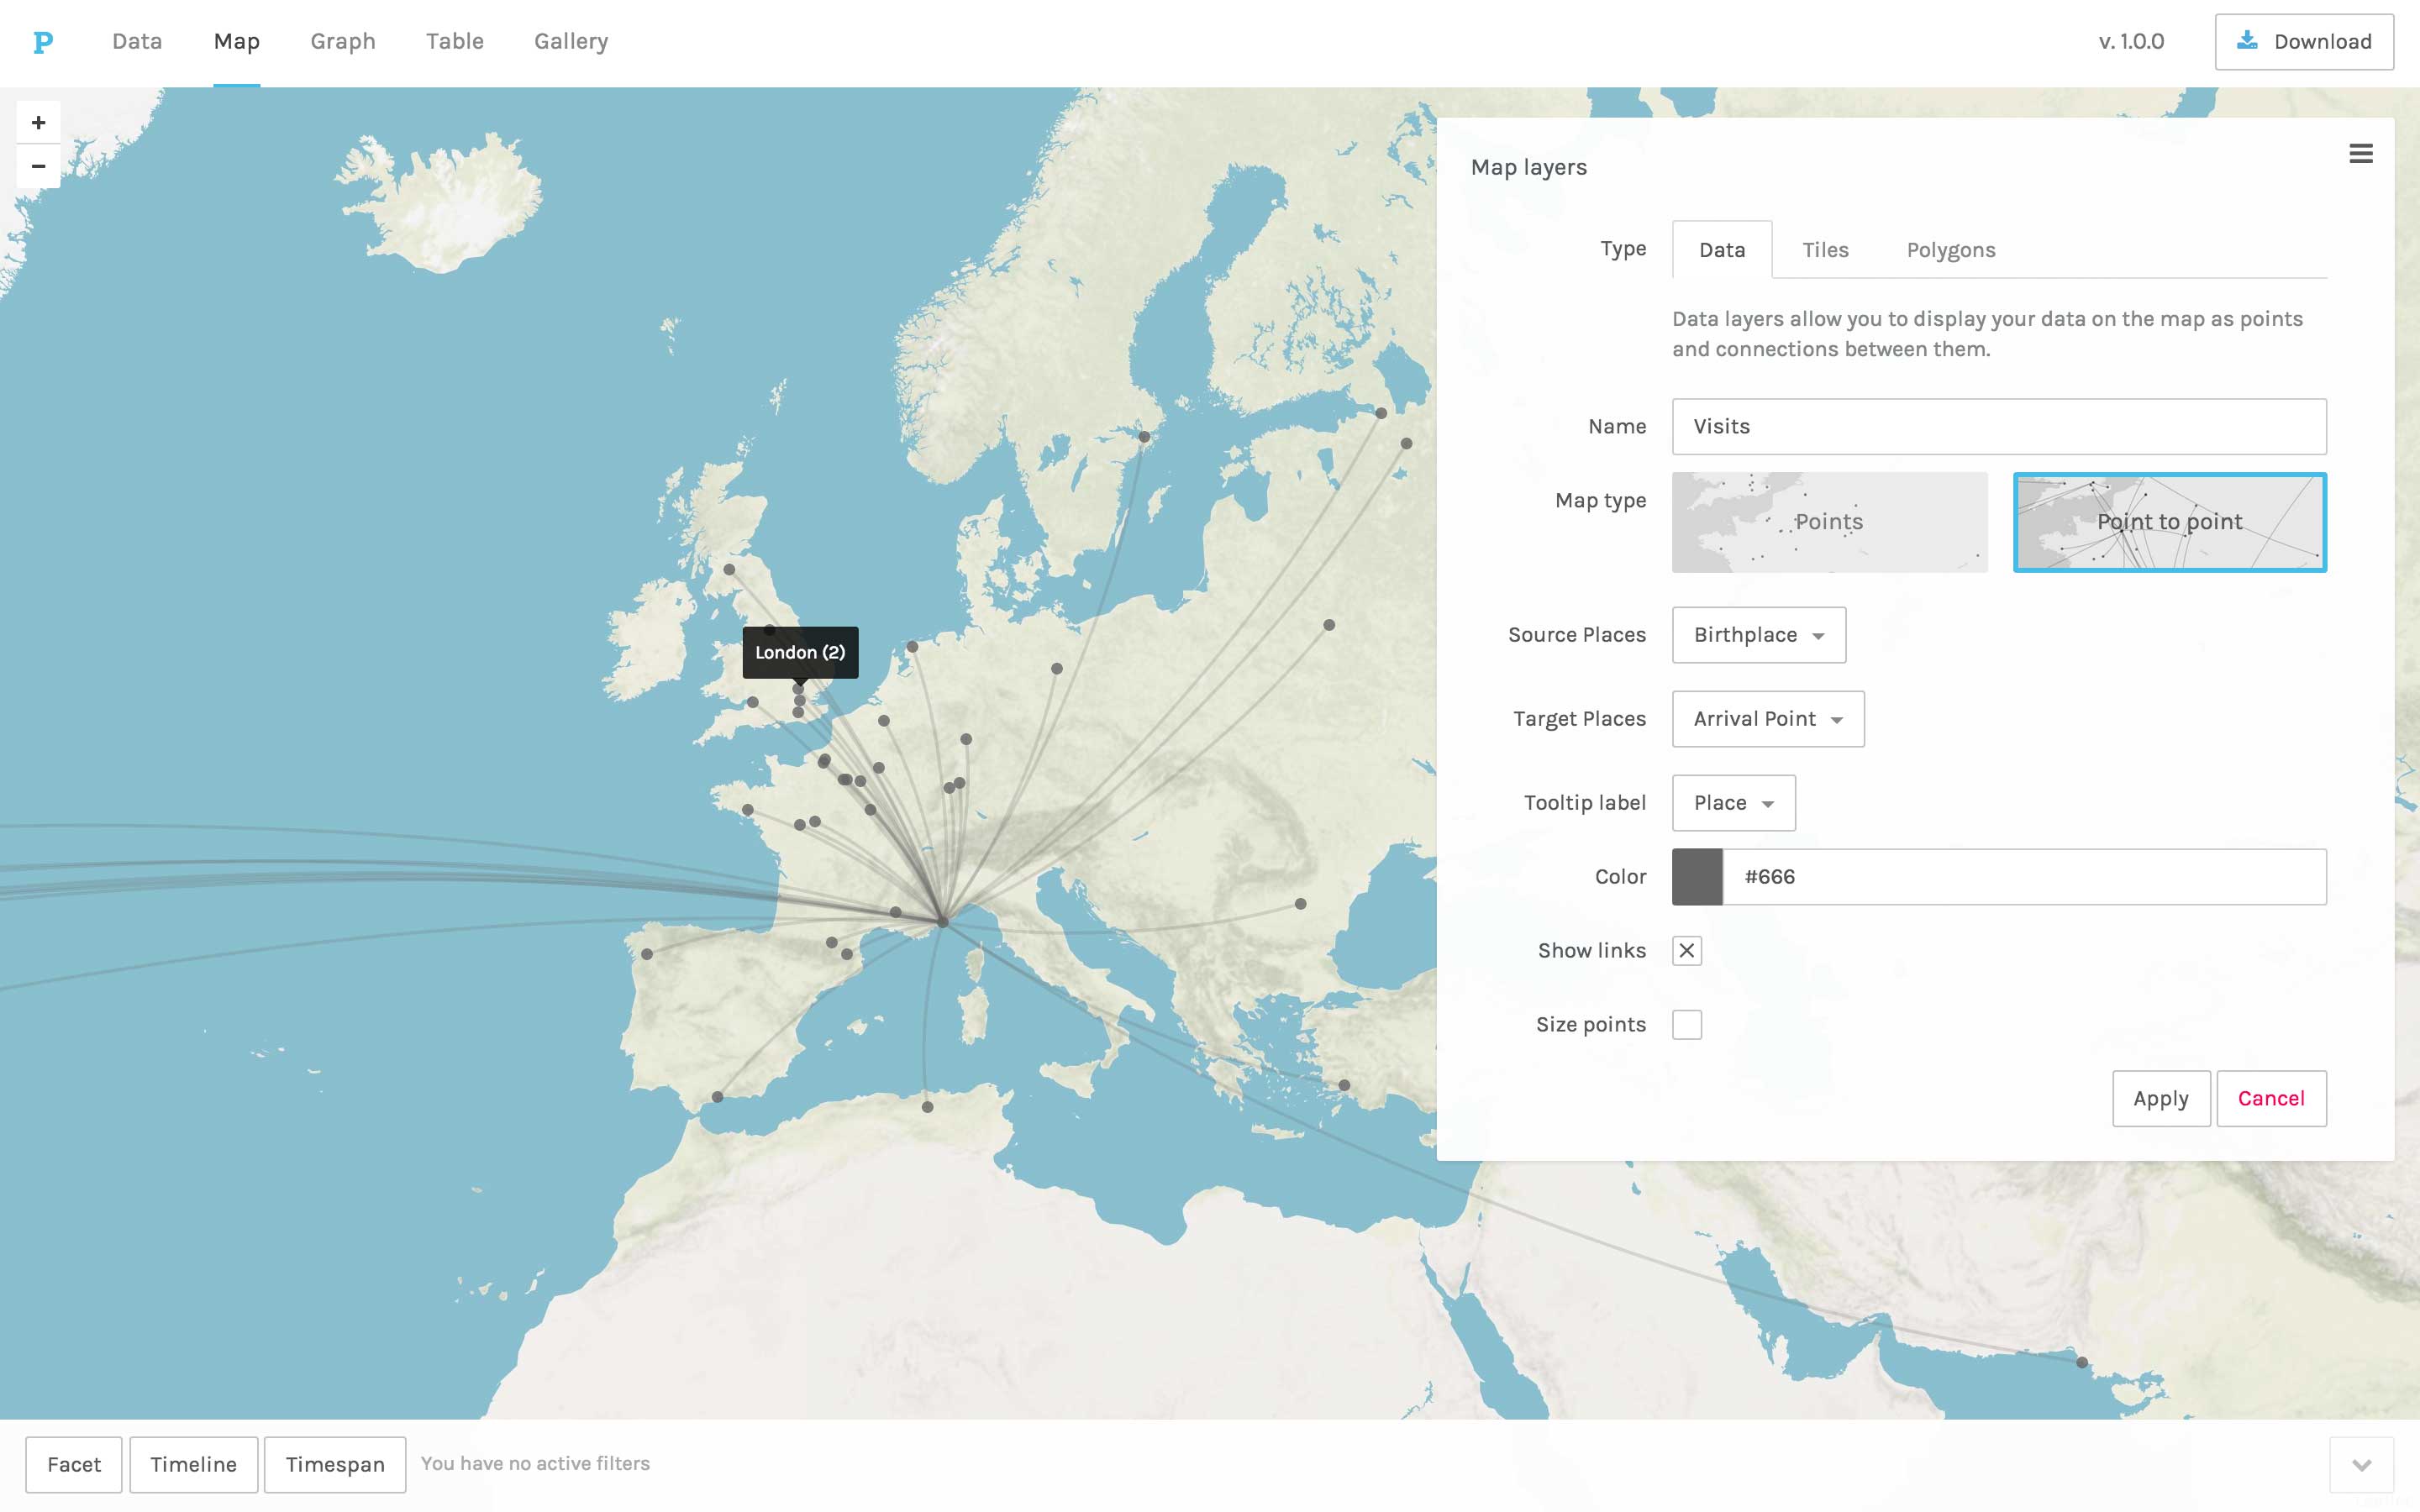 P Data Map Graph Table Gallery v. 1.0.0 Download
+
−
Map layers
Type Data Tiles Polygons
Data layers allow you to display your data on the map as points
and connections between them.
Name Visits
Map type Points Point to point
London (2)
Source Places Birthplace
Target Places Arrival Point
Tooltip label Place
Color #666
Show links
Size points
Apply Cancel
Facet Timeline Timespan You have no active filters